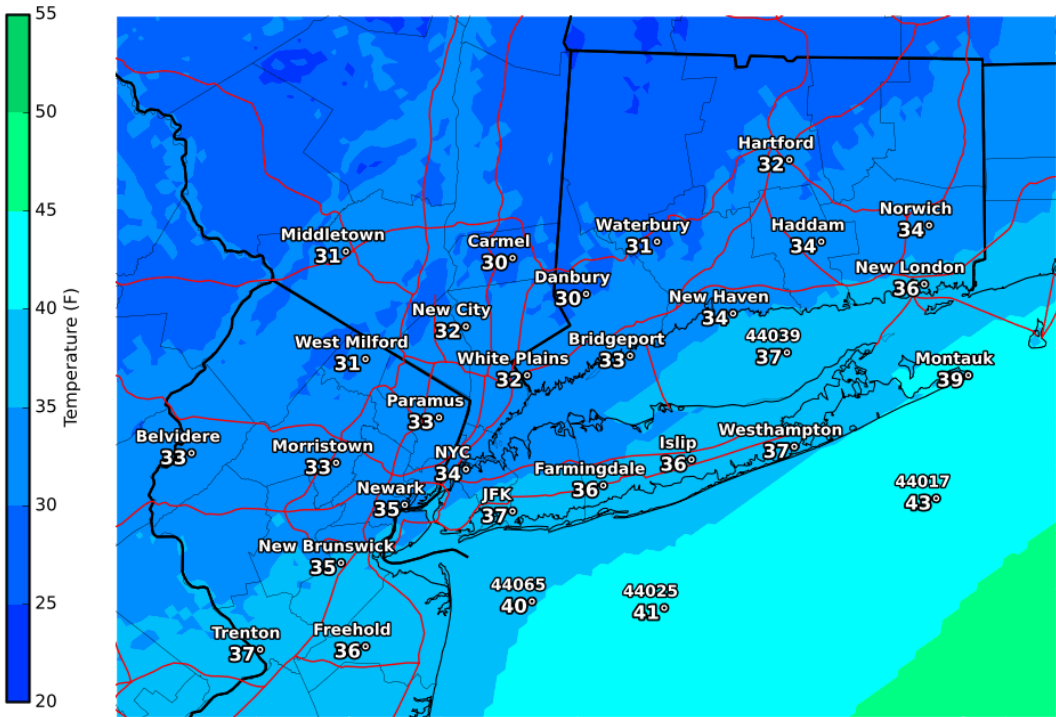 55
50
45
40
35
30
25
20
Temperature (F)
Hartford
32°
Middletown
31°
Carmel
30°
Waterbury
31°
Haddam
34°
Norwich
34°
Danbury
30°
New London
36°
New City
32°
New Haven
34°
West Milford
31°
White Plains
32°
Bridgeport
33°
44039
37°
Montauk
39°
Paramus
33°
Belvidere
33°
Morristown
33°
NYC
34°
Farmingdale
36°
Islip
36°
Westhampton
37°
Newark
35°
JFK
37°
44017
43°
New Brunswick
35°
44065
40°
44025
41°
Trenton
37°
Freehold
36°